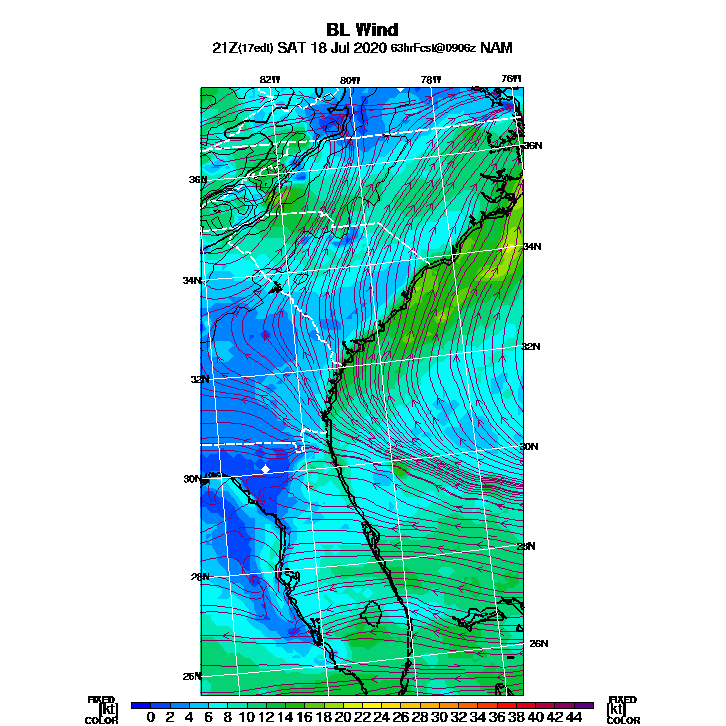 BL Wind
21Z(17edt) SAT 18 Jul 2020 63hrFcst@0906z NAM
82W 80W 78W 76W
36N
36N
34N
34N
32N
32N
30N
30N
28N
28N
26N
26N
FIXED FIXED
[kt] 0 2 4 6 8 10 12 14 16 18 20 22 24 26 28 30 32 34 36 38 40 42 44 [kt]
COLOR COLOR